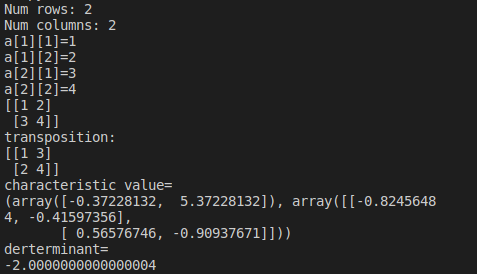 Num rows: 2
Num columns: 2
a[1][1]=1
a[1][2]=2
a[2][1]=3
a[2][2]=4
[[1 2]
 [3 4]]
transposition:
[[1 3]
 [2 4]]
characteristic value=
(array([-0.37228132,  5.37228132]), array([[-0.8245648
4, -0.41597356],
       [ 0.56576746, -0.90937671]]))
derterminant=
-2.0000000000000004